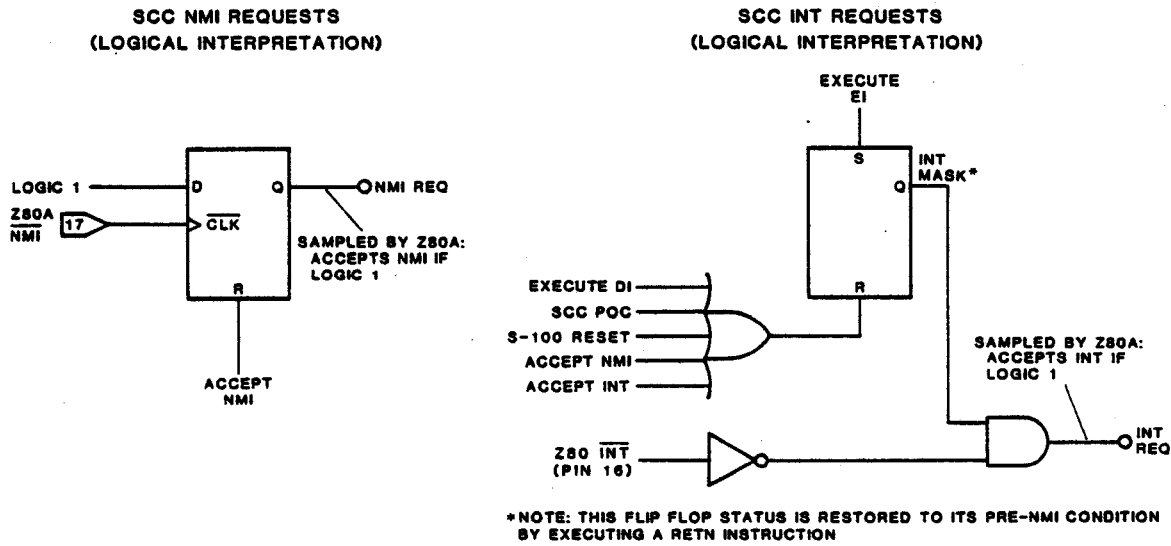 SCC NMI REQUESTS
(LOGICAL INTERPRETATION)
LOGIC 1
Z80A
NMI
17
D
Q
CLK
R
NMI REQ
SAMPLED BY Z80A:
ACCEPTS NMI IF
LOGIC 1
ACCEPT
NMI
SCC INT REQUESTS
(LOGICAL INTERPRETATION)
EXECUTE
EI
S
Q
R
INT
MASK*
EXECUTE DI
SCC POC
S-100 RESET
ACCEPT NMI
ACCEPT INT
SAMPLED BY Z80A:
ACCEPTS INT IF
LOGIC 1
Z80 INT
(PIN 16)
INT
REQ
*NOTE: THIS FLIP FLOP STATUS IS RESTORED TO ITS PRE-NMI CONDITION
BY EXECUTING A RETN INSTRUCTION